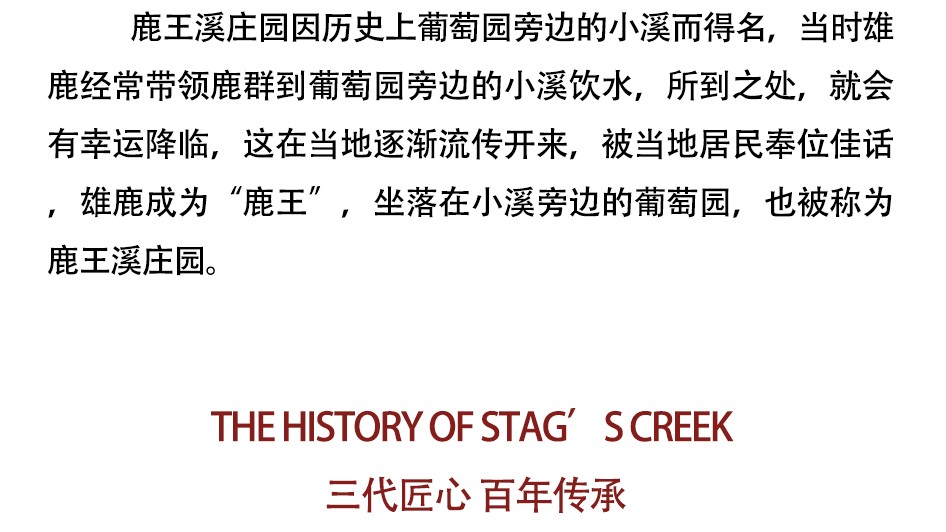 鹿王溪庄园因历史上葡萄园旁边的小溪而得名，当时雄
鹿经常带领鹿群到葡萄园旁边的小溪饮水，所到之处，就会
有幸运降临，这在当地逐渐流传开来，被当地居民奉位佳话
，雄鹿成为“鹿王”，坐落在小溪旁边的葡萄园，也被称为
鹿王溪庄园。
THE HISTORY OF STAG′S CREEK
三代匠心 百年传承